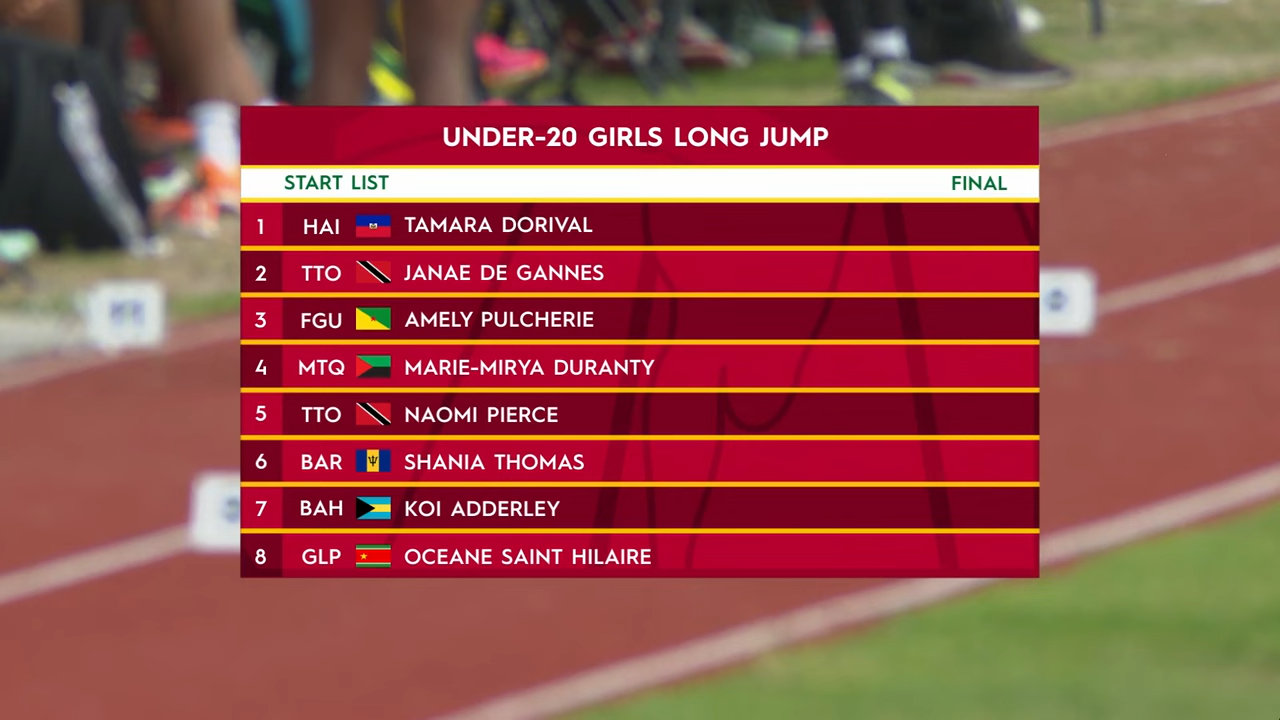 UNDER-20 GIRLS LONG JUMP
START LIST FINAL
1 HAI TAMARA DORIVAL
2 TTO JANAE DE GANNES
3 FGU AMELY PULCHERIE
4 MTQ MARIE-MIRYA DURANTY
5 TTO NAOMI PIERCE
6 BAR SHANIA THOMAS
7 BAH KOI ADDERLEY
8 GLP OCEANE SAINT HILAIRE